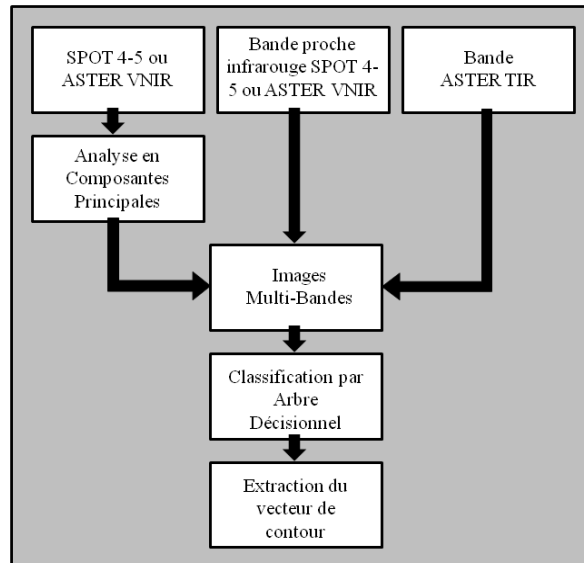 SPOT 4-5 ou
ASTER VNIR
Bande proche
infrarouge SPOT 4-
5 ou ASTER VNIR
Bande
ASTER TIR
Analyse en
Composantes
Principales
Images
Multi-Bandes
Classification par
Arbre
Décisionnel
Extraction du
vecteur de
contour